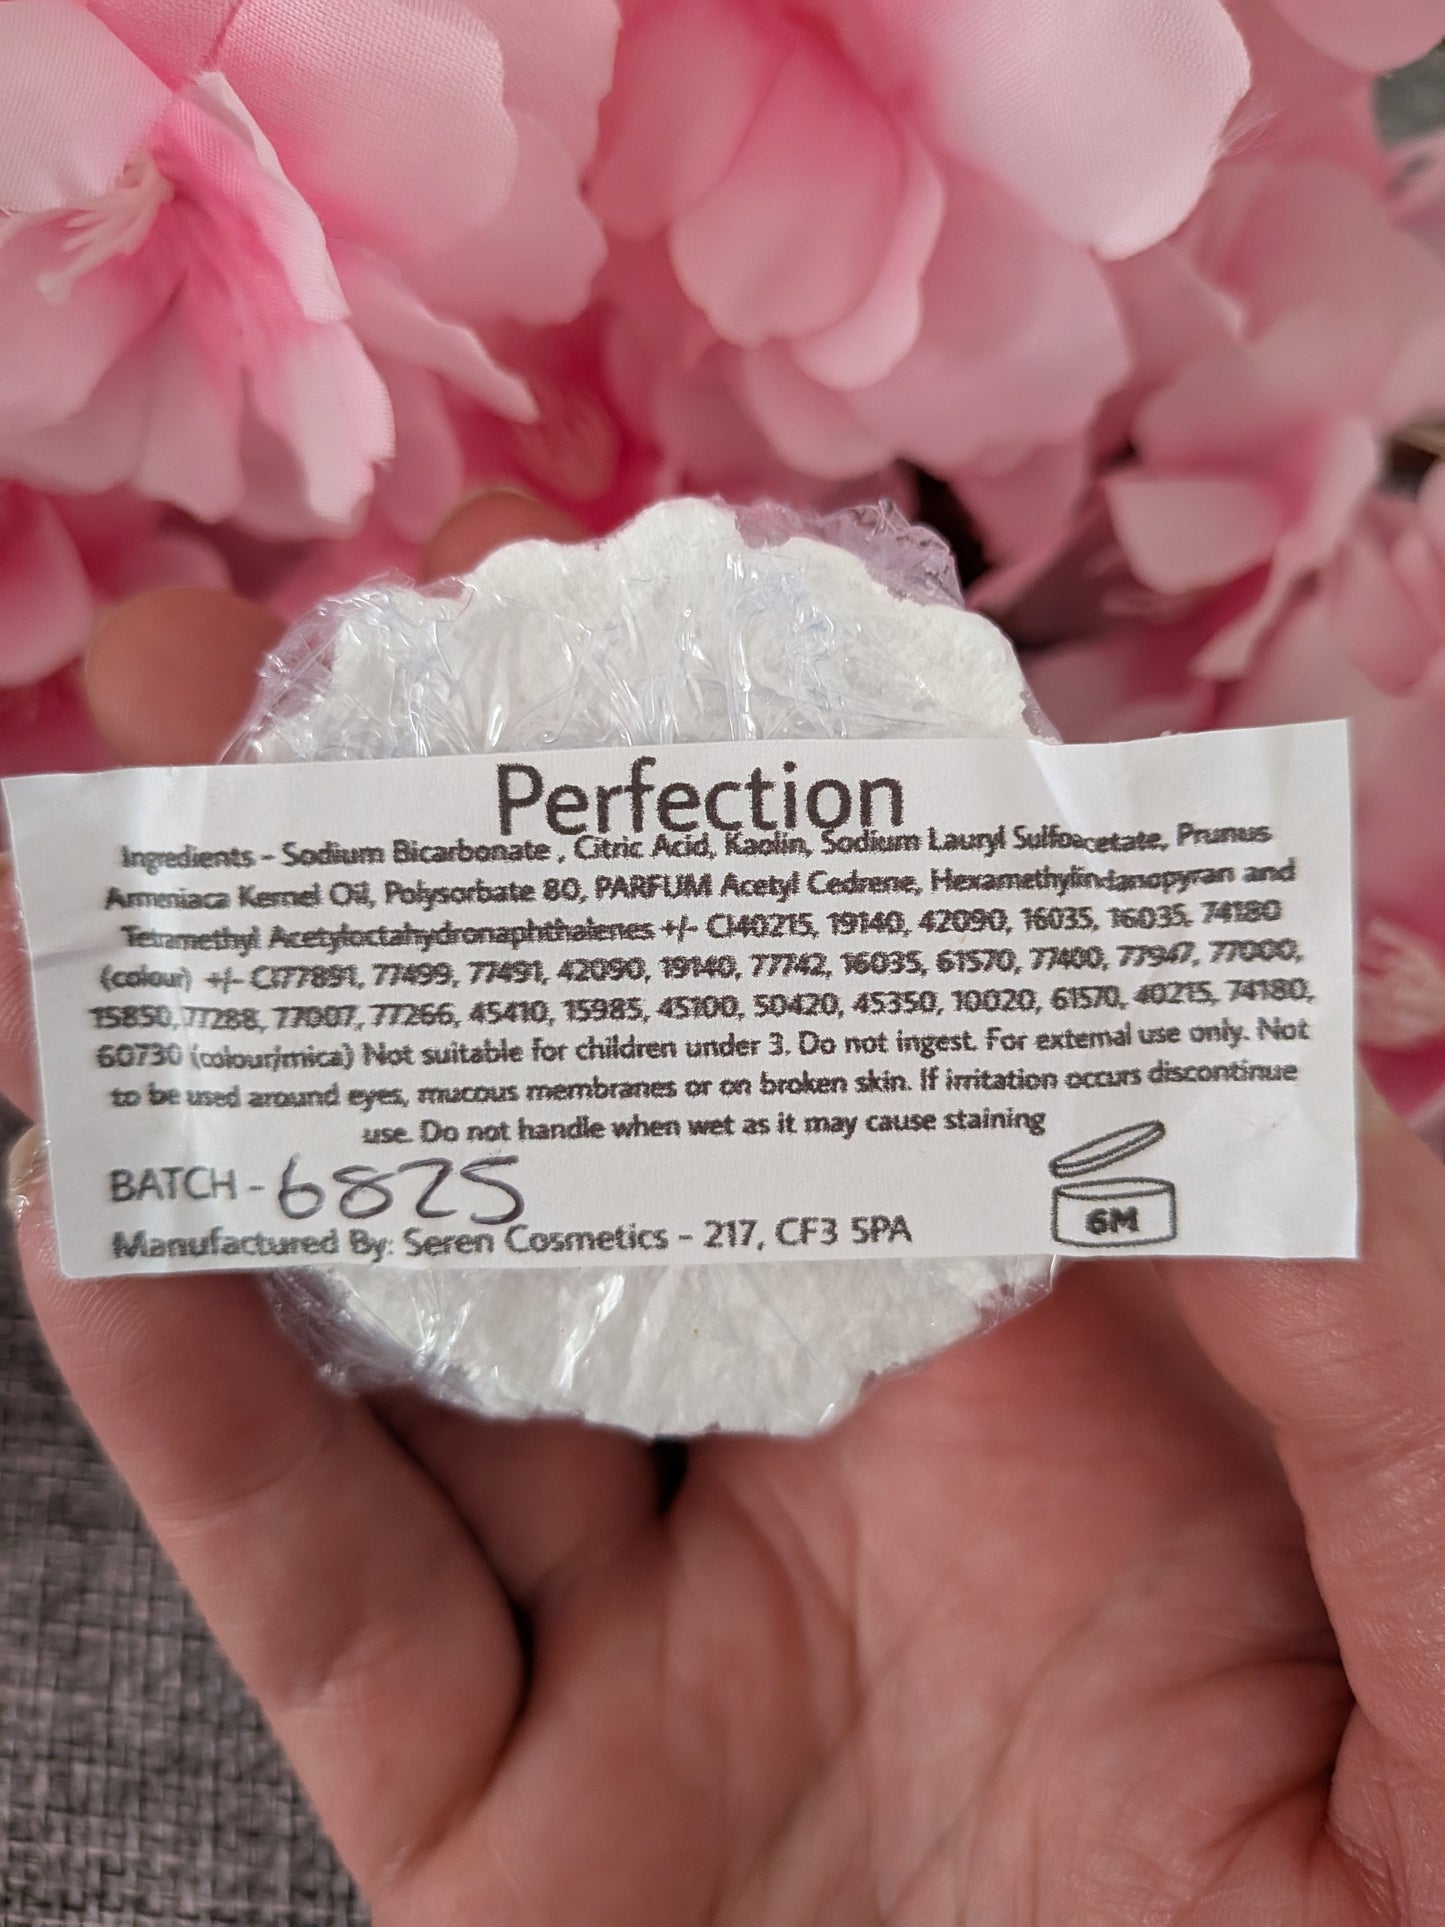 Perfection
Ingredients - Sodium Bicarbonate , Citric Acid, Kaolin, Sodium Lauryl Sulfoacetate, Prunus
Armeniaca Kernel Oil, Polysorbate 80, PARFUM Acetyl Cedrene, Hexamethylindanopyran and
Tetramethyl Acetyloctahydronaphthalenes +/- CI40215, 19140, 42090, 16035, 16035, 74180
(colour) +/- CI77891, 77499, 77491, 42090, 19140, 77742, 16035, 61570, 77400, 77947, 77000,
15850, 77288, 77007, 77266, 45410, 15985, 45100, 50420, 45350, 10020, 61570, 40215, 74180,
60730 (colour/mica) Not suitable for children under 3. Do not ingest. For external use only. Not
to be used around eyes, mucous membranes or on broken skin. If irritation occurs discontinue
use. Do not handle when wet as it may cause staining
BATCH - 6825
Manufactured By: Seren Cosmetics - 217, CF3 5PA
6M